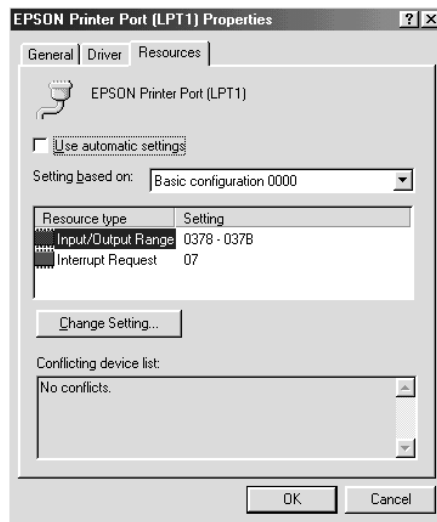 EPSON Printer Port (LPT1) Properties ? x
General Driver Resources
EPSON Printer Port (LPT1)
Use automatic settings
Setting based on: Basic configuration 0000
Resource type Setting
Input/Output Range 0378 - 037B
Interrupt Request 07
Change Setting...
Conflicting device list:
No conflicts.
OK Cancel